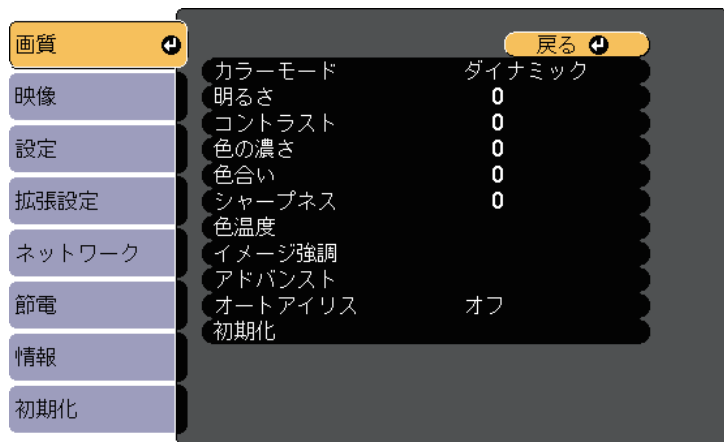 画質
映像
設定
拡張設定
ネットワーク
節電
情報
初期化
戻る
カラーモード ダイナミック
明るさ 0
コントラスト 0
色の濃さ 0
色合い 0
シャープネス 0
色温度
イメージ強調
アドバンスト
オートアイリス オフ
初期化